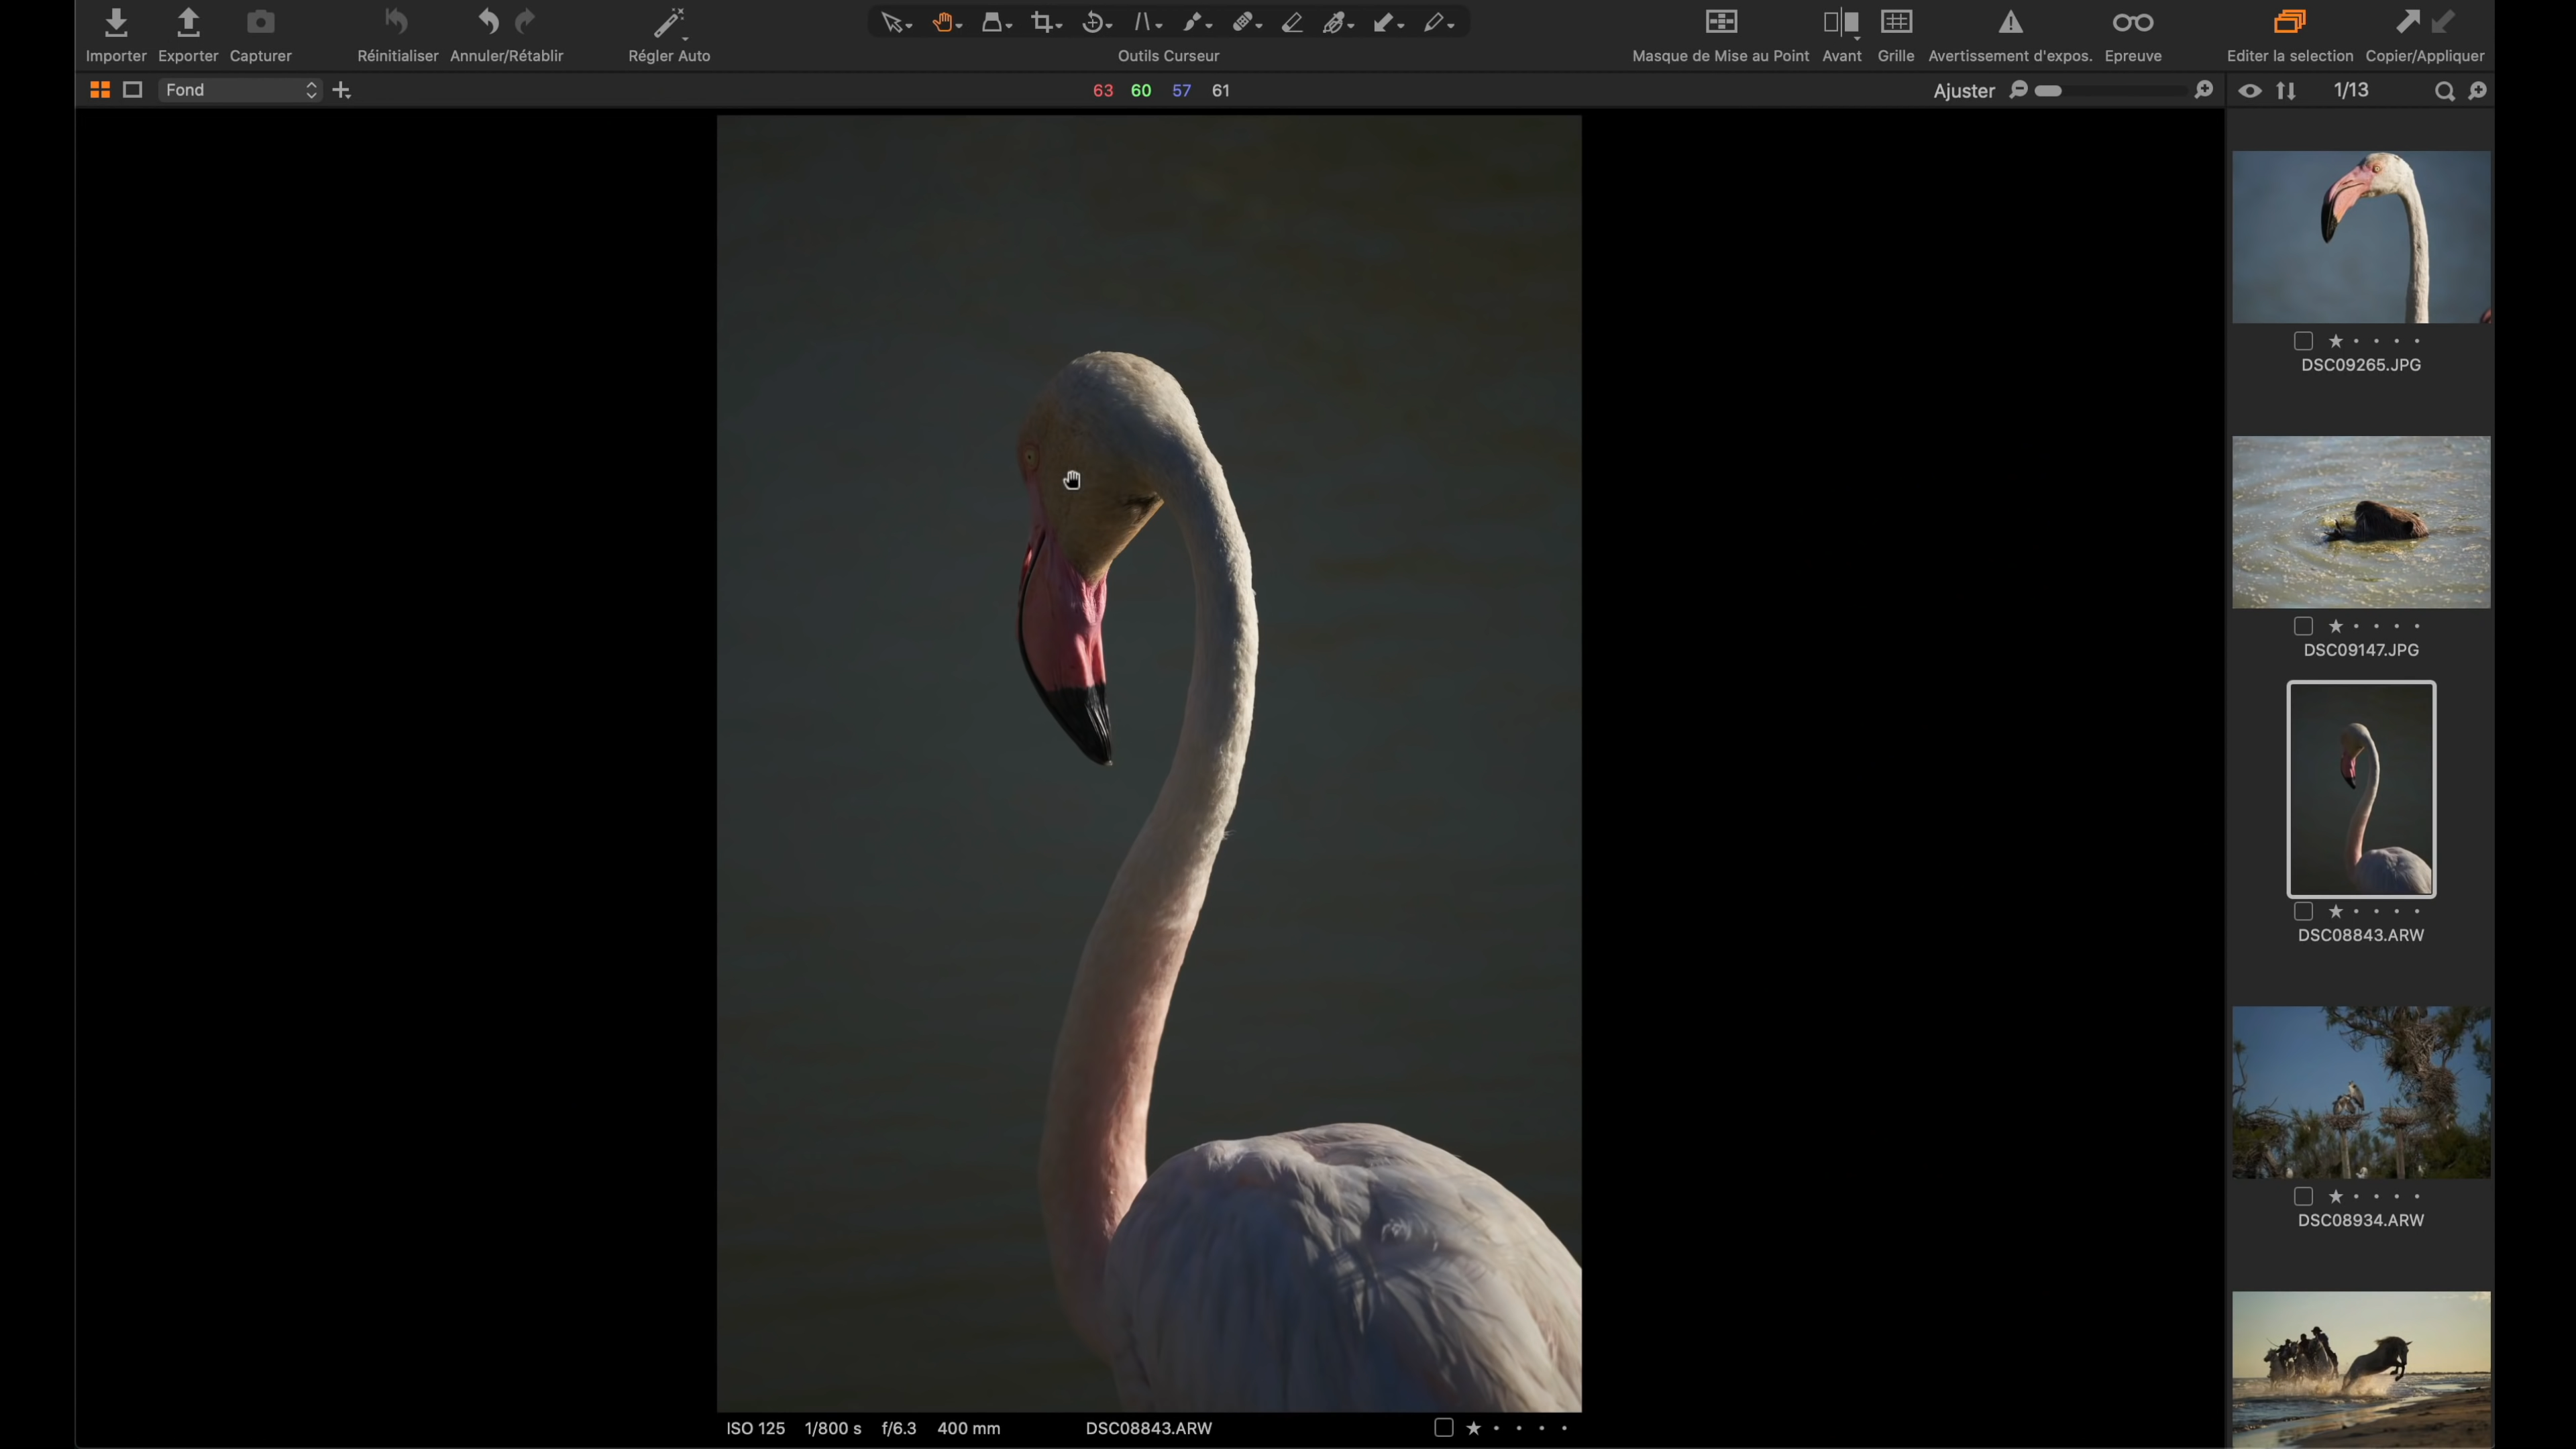 Importer Exporter Capturer Réinitialiser Annuler/Rétablir Régler Auto Outils Curseur Masque de Mise au Point Avant Grille Avertissement d'expos. Epreuve Editer la selection Copier/Appliquer
Fond 63 60 57 61 Ajuster 1/13
DSC09265.JPG
DSC09147.JPG
DSC08843.ARW
DSC08934.ARW
ISO 125 1/800 s f/6.3 400 mm DSC08843.ARW